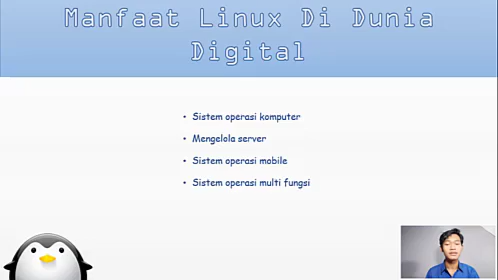 Manfaat Linux Di Dunia
Digital
• Sistem operasi komputer
• Mengelola server
• Sistem operasi mobile
• Sistem operasi multi fungsi